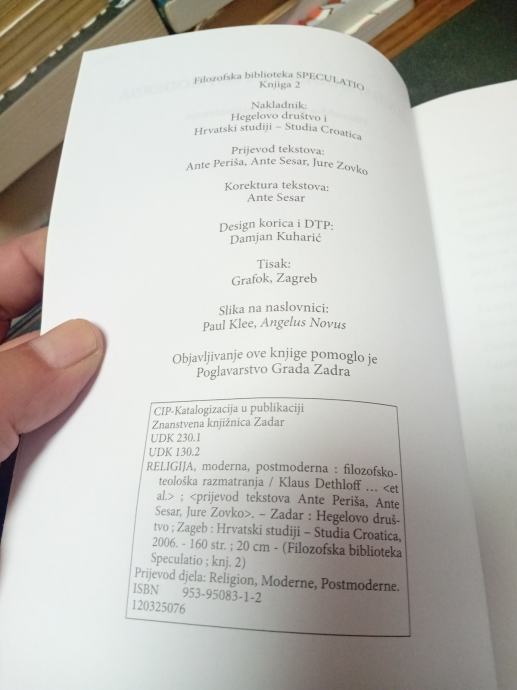 Filozofska biblioteka SPECULATIO
Knjiga 2
Nakladnik:
Hegelovo društvo i
Hrvatski studiji – Studia Croatica
Prijevod tekstova:
Ante Periša, Ante Sesar, Jure Zovko
Korektura tekstova:
Ante Sesar
Design korica i DTP:
Damjan Kuharić
Tisak:
Grafok, Zagreb
Slika na naslovnici:
Paul Klee, Angelus Novus
Objavljivanje ove knjige pomoglo je
Poglavarstvo Grada Zadra
CIP-Katalogizacija u publikaciji
Znanstvena knjižnica Zadar
UDK 230.1
UDK 130.2
RELIGIJA, moderna, postmoderna : filozofsko-
teološka razmatranja / Klaus Dethloff ... <et
al.> ; <prijevod tekstova Ante Periša, Ante
Sesar, Jure Zovko>. – Zadar : Hegelovo druš-
tvo ; Zageb : Hrvatski studiji – Studia Croatica,
2006. - 160 str. ; 20 cm - (Filozofska biblioteka
Speculatio ; knj. 2)
Prijevod djela: Religion, Moderne, Postmoderne.
ISBN 953-95083-1-2
120325076